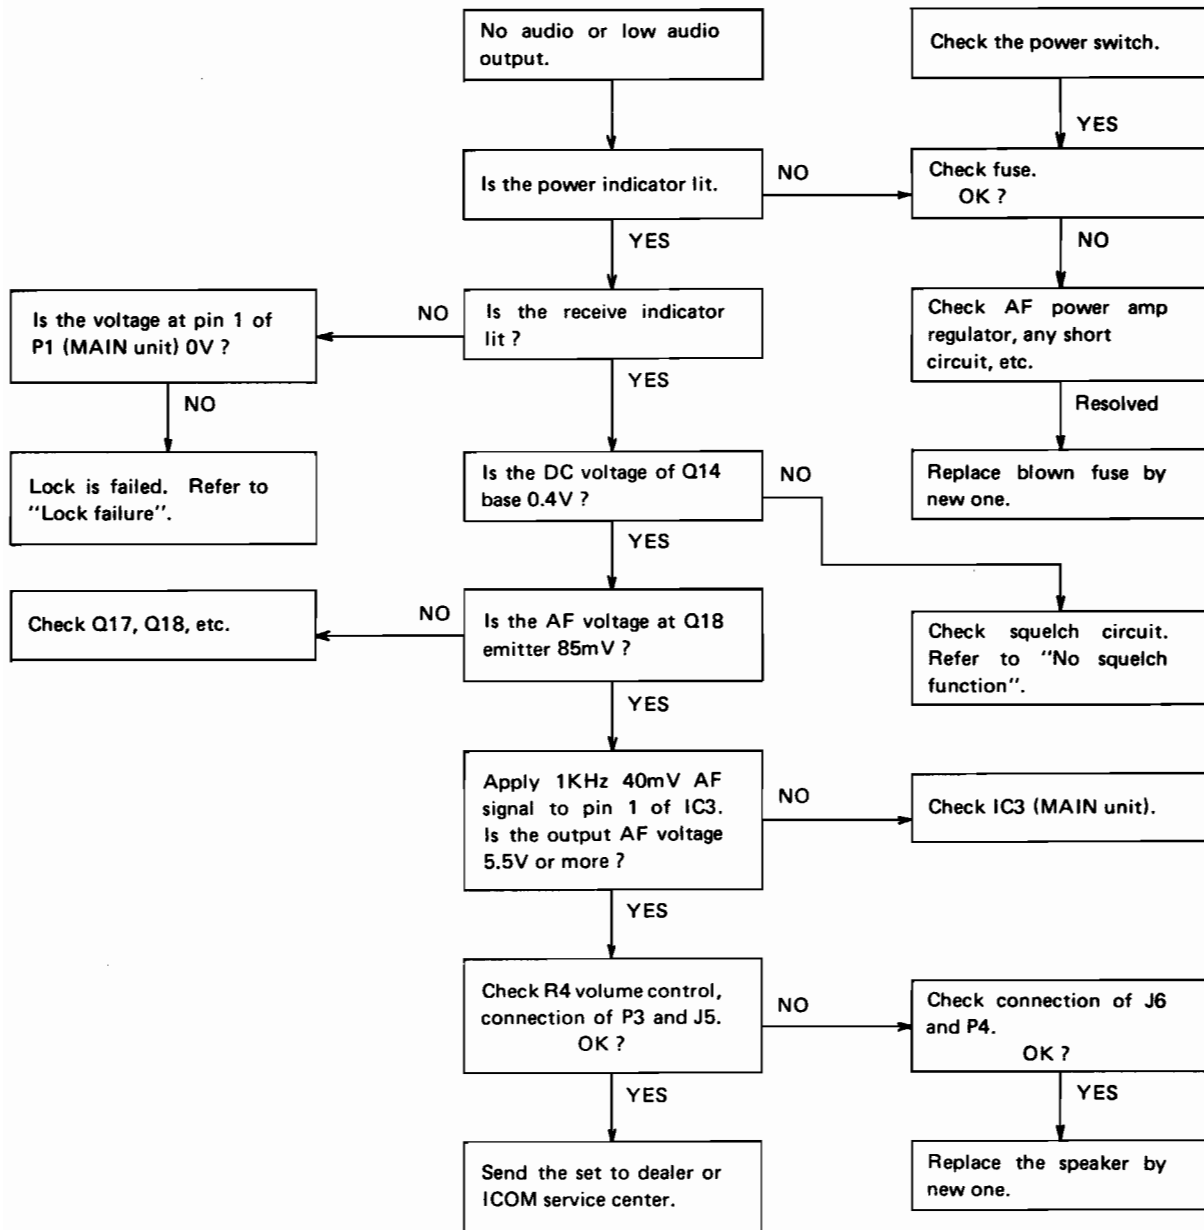 No audio or low audio
output.
Check the power switch.
YES
Is the power indicator lit.
NO
Check fuse.
OK ?
YES
NO
Is the voltage at pin 1 of
P1 (MAIN unit) 0V ?
NO
Is the receive indicator
lit ?
Check AF power amp
regulator, any short
circuit, etc.
NO
YES
Resolved
Lock is failed. Refer to
"Lock failure".
Is the DC voltage of Q14
base 0.4V ?
NO
Replace blown fuse by
new one.
YES
Check Q17, Q18, etc.
NO
Is the AF voltage at Q18
emitter 85mV ?
Check squelch circuit.
Refer to "No squelch
function".
YES
Apply 1KHz 40mV AF
signal to pin 1 of IC3.
Is the output AF voltage
5.5V or more ?
NO
Check IC3 (MAIN unit).
YES
Check R4 volume control,
connection of P3 and J5.
OK ?
NO
Check connection of J6
and P4.
OK ?
YES
YES
Send the set to dealer or
ICOM service center.
Replace the speaker by
new one.